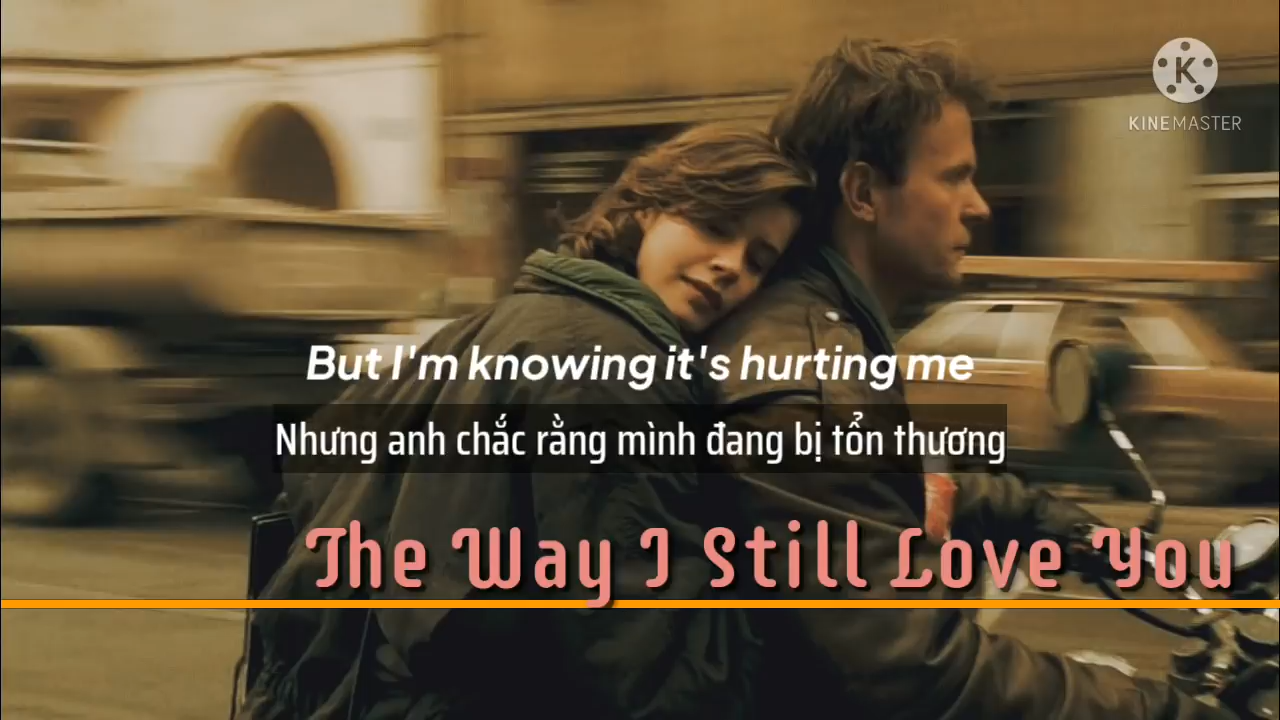 K
KINEMASTER
But I'm knowing it's hurting me
Nhưng anh chắc rằng mình đang bị tổn thương
The Way I Still Love You